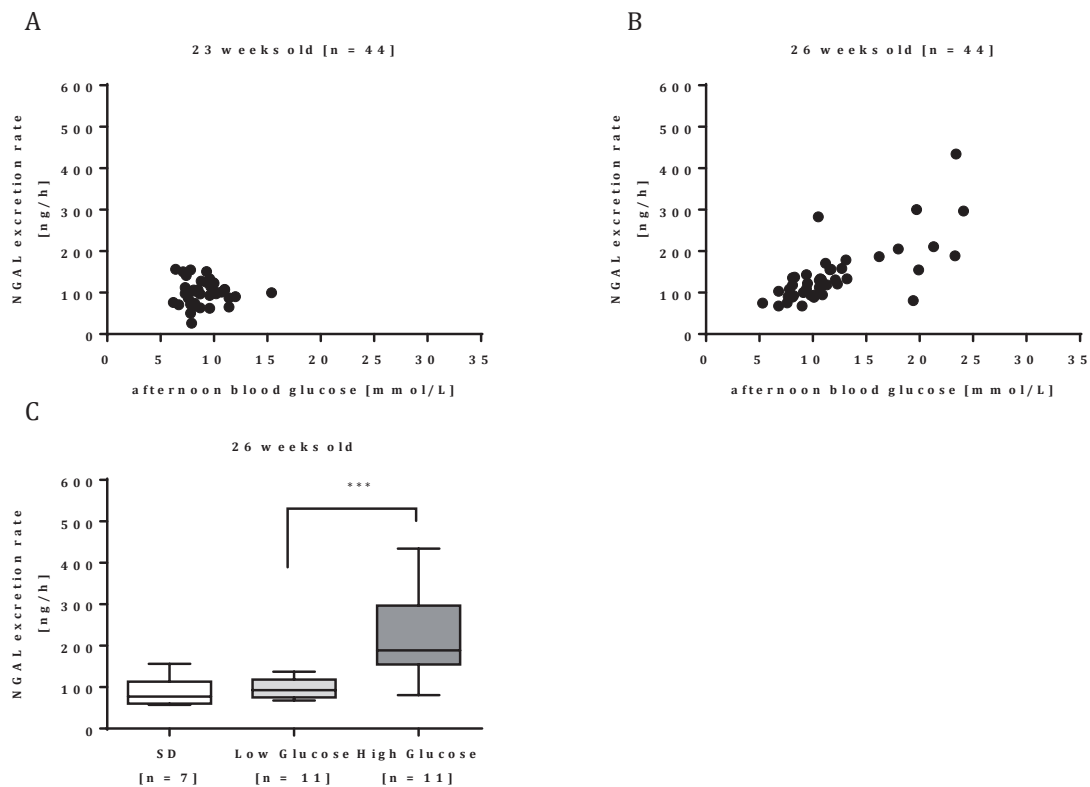 A
23 weeks old [n = 44]
NGAL excretion rate
[ng/h]
600
500
400
300
200
100
0
0 5 10 15 20 25 30 35
afternoon blood glucose [mmol/L]
B
26 weeks old [n = 44]
NGAL excretion rate
[ng/h]
600
500
400
300
200
100
0
0 5 10 15 20 25 30 35
afternoon blood glucose [mmol/L]
C
26 weeks old
NGAL excretion rate
[ng/h]
600
500
400
300
200
100
0
***
SD Low Glucose High Glucose
[n = 7] [n = 11] [n = 11]